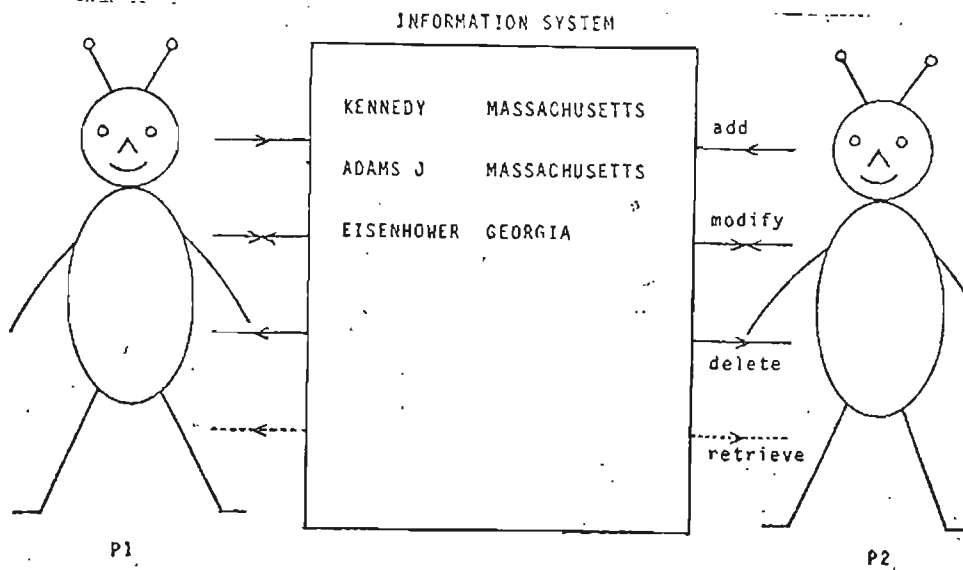 INFORMATION SYSTEM
KENNEDY MASSACHUSETTS
add
ADAMS J MASSACHUSETTS
modify
EISENHOWER GEORGIA
delete
retrieve
P1
P2